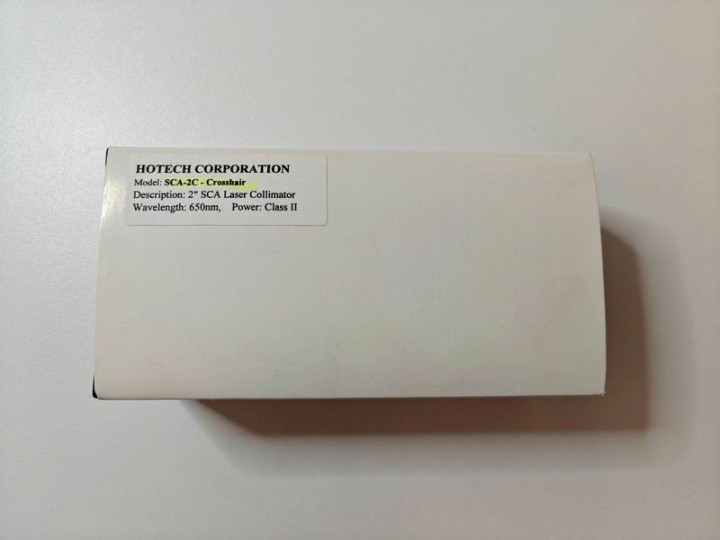 HOTECH CORPORATION
Model: SCA-2C - Crosshair
Description: 2" SCA Laser Collimator
Wavelength: 650nm, Power: Class II